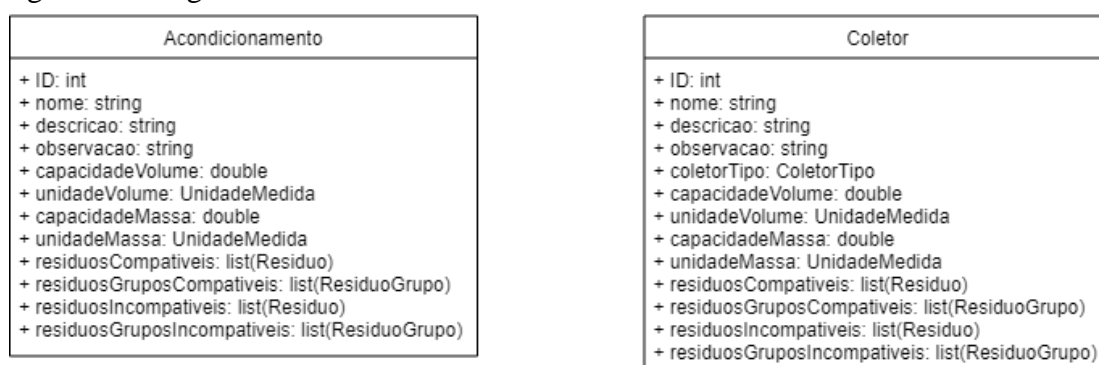 Acondicionamento
+ ID: int
+ nome: string
+ descricao: string
+ observacao: string
+ capacidadeVolume: double
+ unidadeVolume: UnidadeMedida
+ capacidadeMassa: double
+ unidadeMassa: UnidadeMedida
+ residuosCompativeis: list(Residuo)
+ residuosGruposCompativeis: list(ResiduoGrupo)
+ residuosIncompativeis: list(Residuo)
+ residuosGruposIncompativeis: list(ResiduoGrupo)
Coletor
+ ID: int
+ nome: string
+ descricao: string
+ observacao: string
+ coletorTipo: ColetorTipo
+ capacidadeVolume: double
+ unidadeVolume: UnidadeMedida
+ capacidadeMassa: double
+ unidadeMassa: UnidadeMedida
+ residuosCompativeis: list(Residuo)
+ residuosGruposCompativeis: list(ResiduoGrupo)
+ residuosIncompativeis: list(Residuo)
+ residuosGruposIncompativeis: list(ResiduoGrupo)